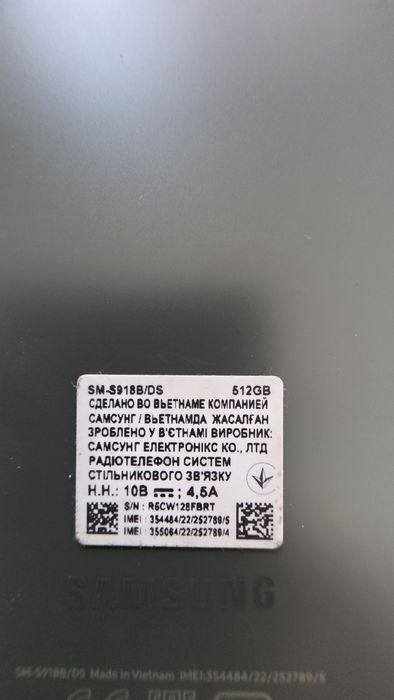 SM-S918B/DS 512GB
СДЕЛАНО ВО ВЬЕТНАМЕ КОМПАНИЕЙ
САМСУНГ / ВЬЕТНАМДА ЖАСАЛҒАН
ЗРОБЛЕНО У В'ЄТНАМІ ВИРОБНИК:
САМСУНГ ЕЛЕКТРОНІКС КО., ЛТД
РАДІОТЕЛЕФОН СИСТЕМ
СТІЛЬНИКОВОГО ЗВ'ЯЗКУ
Н.Н.: 10В ; 4,5А
S/N : R5CW128FBRT
IMEI : 354484/22/252789/5
IMEI : 355064/22/252789/4
SAMSUNG
SM-S918B/DS Made in Vietnam IMEI:354484/22/252789/5